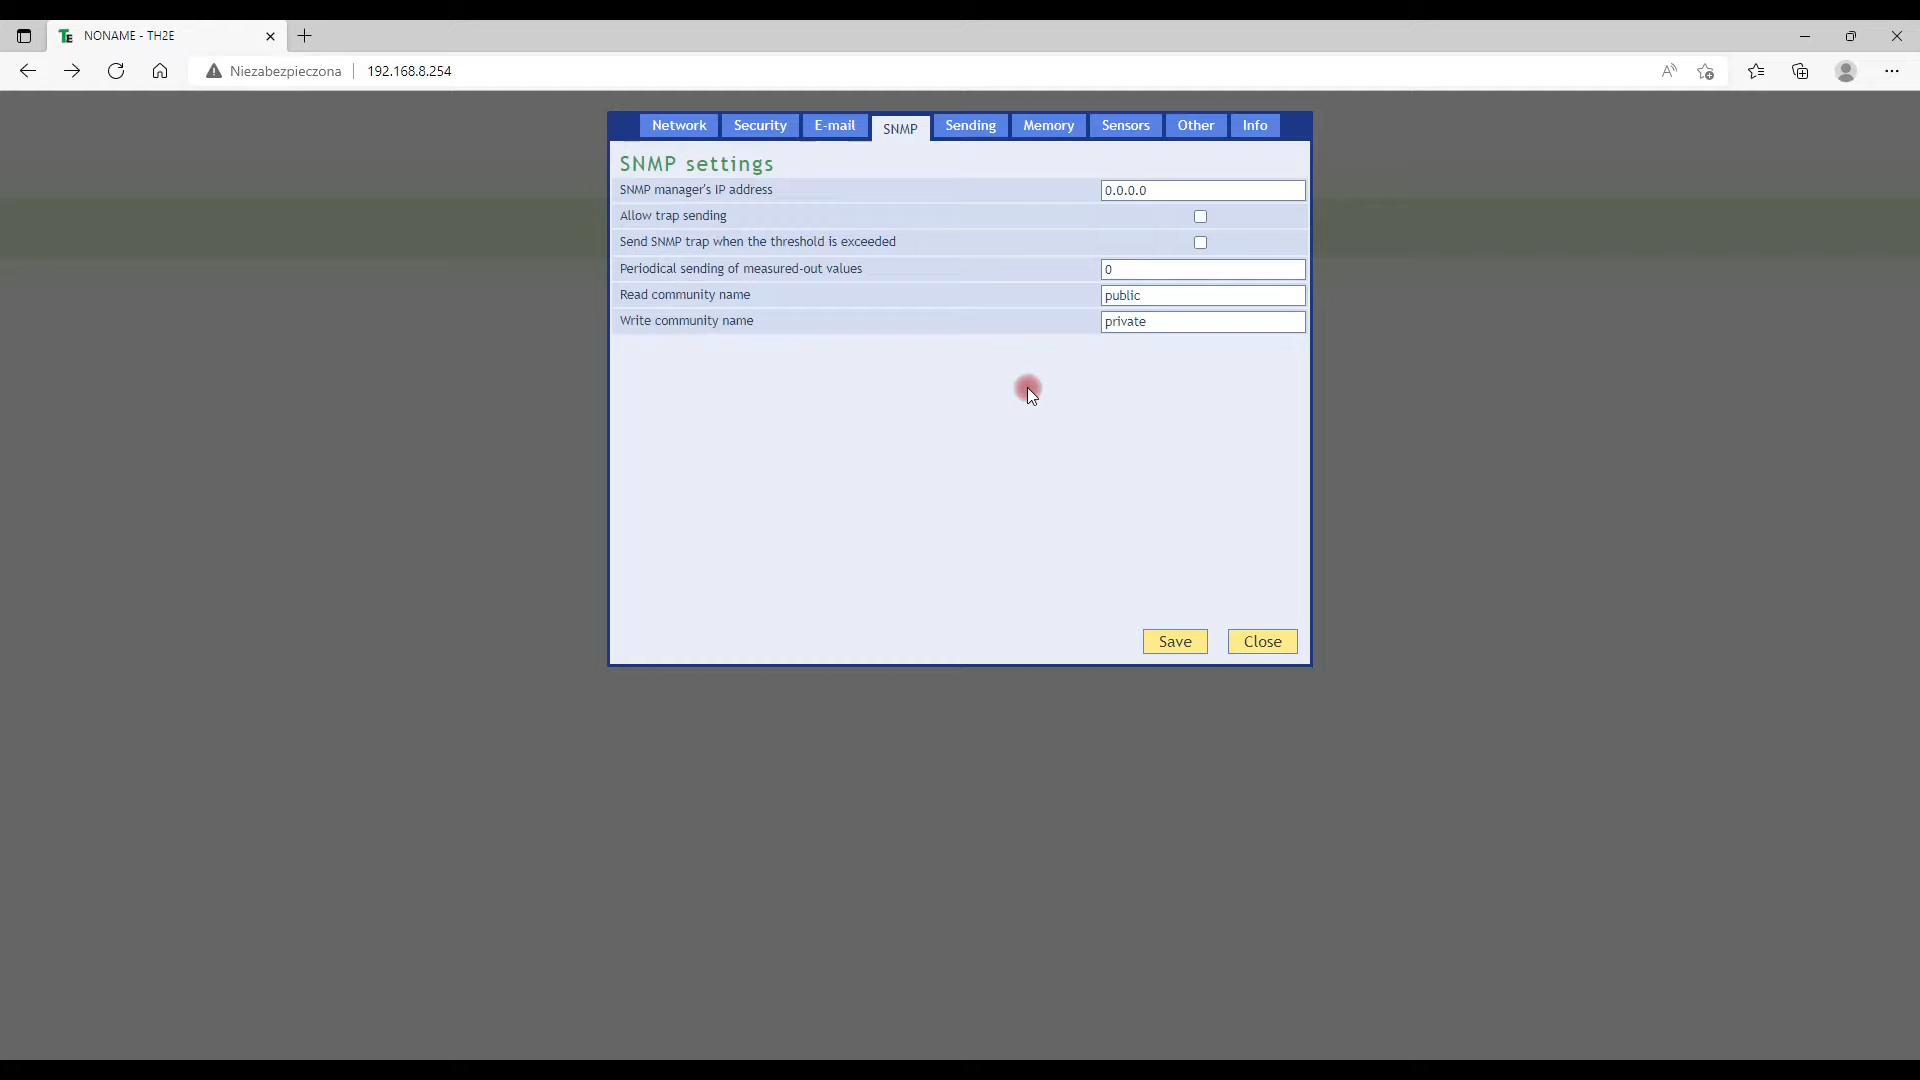 NONAME - TH2E
Niezabezpieczona 192.168.8.254
Network Security E-mail SNMP Sending Memory Sensors Other Info
SNMP settings
SNMP manager's IP address 0.0.0.0
Allow trap sending
Send SNMP trap when the threshold is exceeded
Periodical sending of measured-out values 0
Read community name public
Write community name private
Save Close